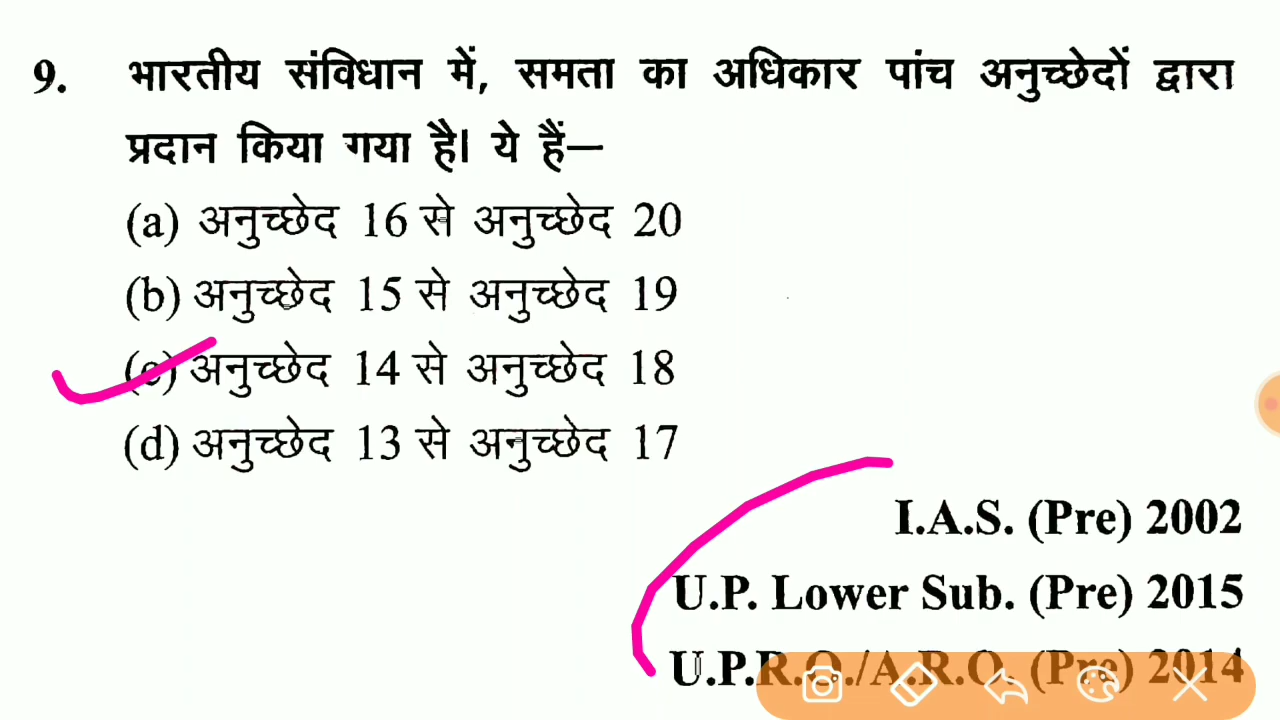 9. भारतीय संविधान में, समता का अधिकार पांच अनुच्छेदों द्वारा
प्रदान किया गया है। ये हैं—
(a) अनुच्छेद 16 से अनुच्छेद 20
(b) अनुच्छेद 15 से अनुच्छेद 19
(c) अनुच्छेद 14 से अनुच्छेद 18
(d) अनुच्छेद 13 से अनुच्छेद 17
I.A.S. (Pre) 2002
U.P. Lower Sub. (Pre) 2015
U.P.R.O./A.R.O. (Pre) 2014